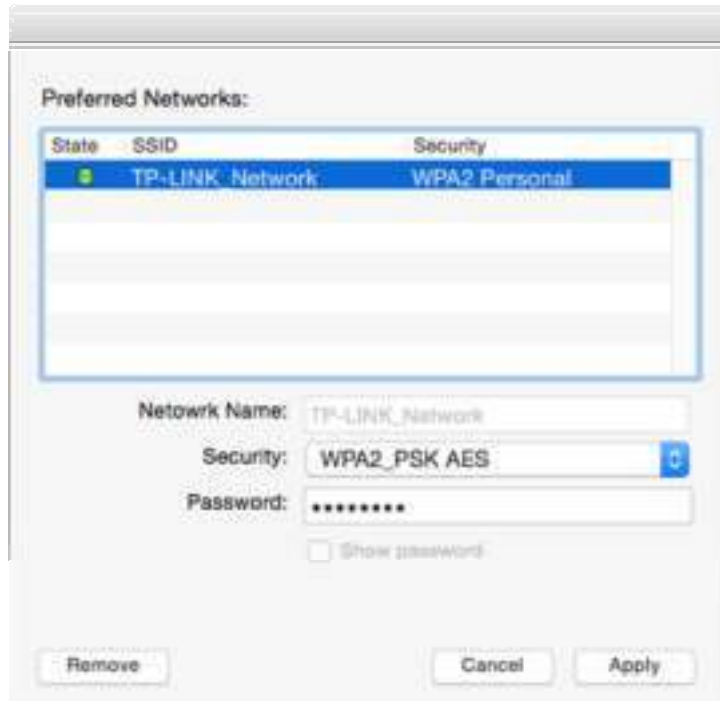 Preferred Networks:
State SSID Security
TP-LINK_Network WPA2 Personal
Netowrk Name: TP-LINK_Network
Security: WPA2_PSK AES
Password: ••••••••
Show password
Remove Cancel Apply